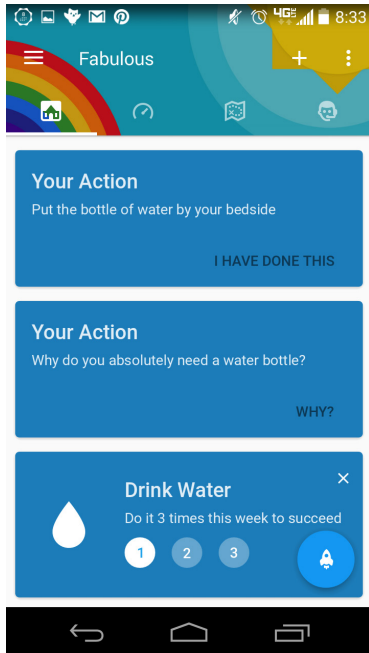 4GE 8:33
Fabulous
Your Action
Put the bottle of water by your bedside
I HAVE DONE THIS
Your Action
Why do you absolutely need a water bottle?
WHY?
Drink Water
Do it 3 times this week to succeed
1 2 3